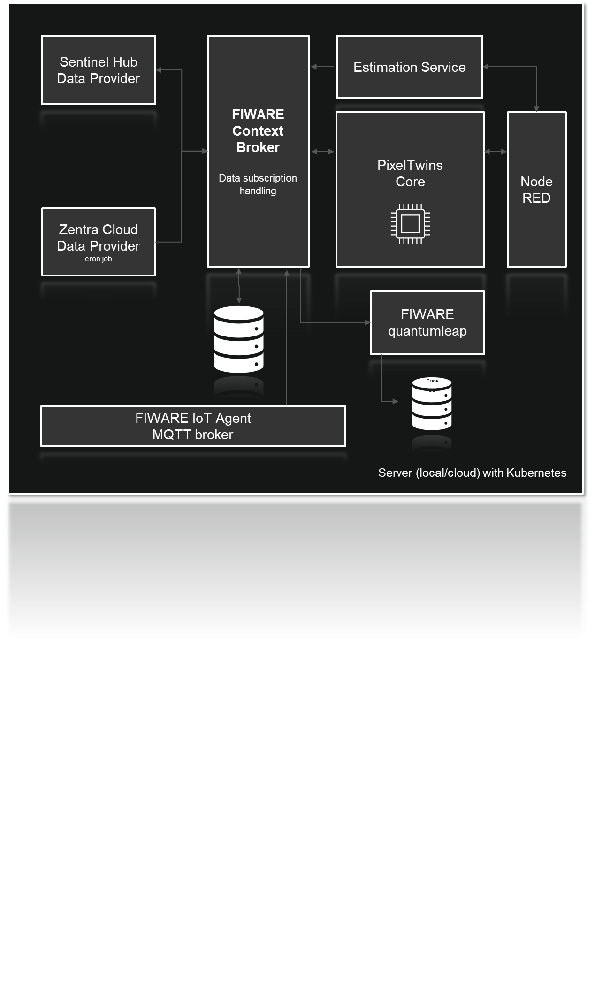 Sentinel Hub
Data Provider
Estimation Service
FIWARE
Context
Broker
Data subscription
handling
PixelTwins
Core
Node
RED
Zentra Cloud
Data Provider
cron job
FIWARE
quantumleap
Crate
FIWARE IoT Agent
MQTT broker
Server (local/cloud) with Kubernetes